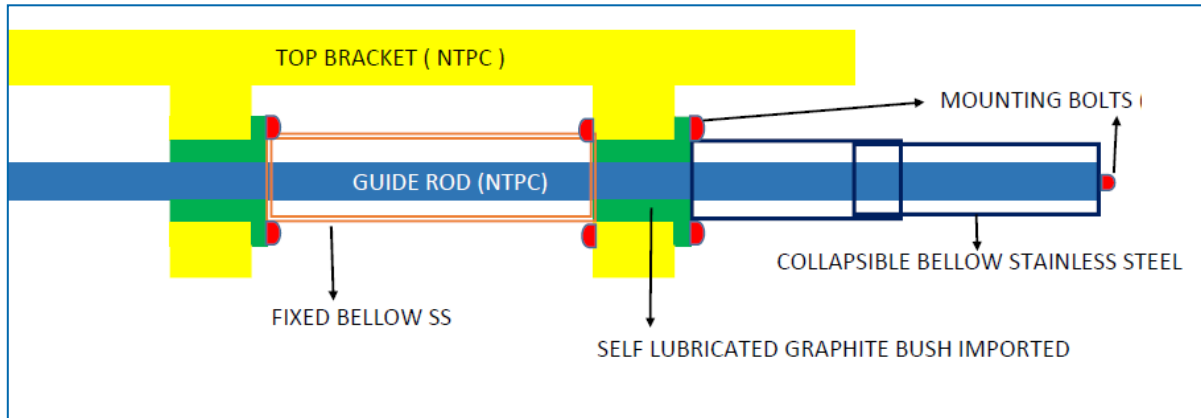 TOP BRACKET ( NTPC )
MOUNTING BOLTS (
GUIDE ROD (NTPC)
COLLAPSIBLE BELLOW STAINLESS STEEL
FIXED BELLOW SS
SELF LUBRICATED GRAPHITE BUSH IMPORTED